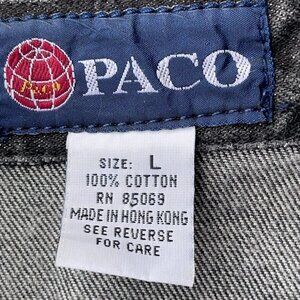 PACO
PACO
SIZE: L
100% COTTON
RN 85069
MADE IN HONG KONG
SEE REVERSE
FOR CARE